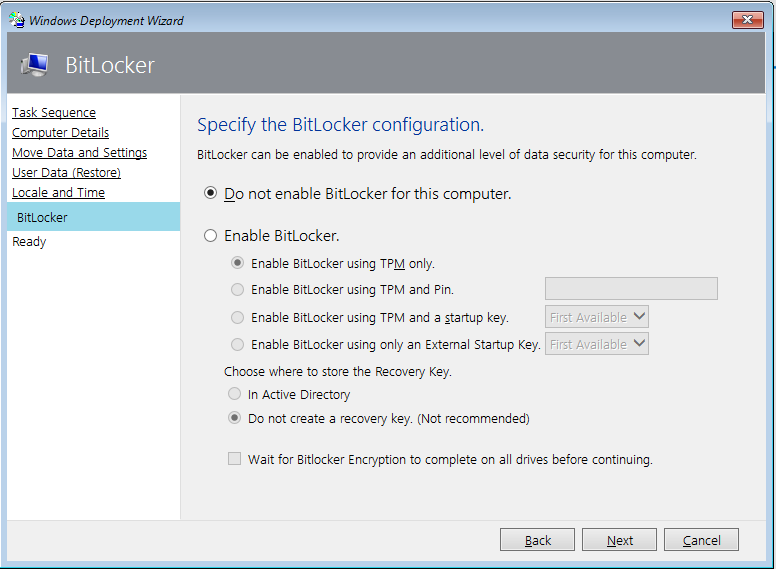 Windows Deployment Wizard
BitLocker
Task Sequence
Computer Details
Move Data and Settings
User Data (Restore)
Locale and Time
BitLocker
Ready
Specify the BitLocker configuration.
BitLocker can be enabled to provide an additional level of data security for this computer.
Do not enable BitLocker for this computer.
Enable BitLocker.
Enable BitLocker using TPM only.
Enable BitLocker using TPM and Pin.
Enable BitLocker using TPM and a startup key. First Available
Enable BitLocker using only an External Startup Key. First Available
Choose where to store the Recovery Key.
In Active Directory
Do not create a recovery key. (Not recommended)
Wait for Bitlocker Encryption to complete on all drives before continuing.
Back Next Cancel